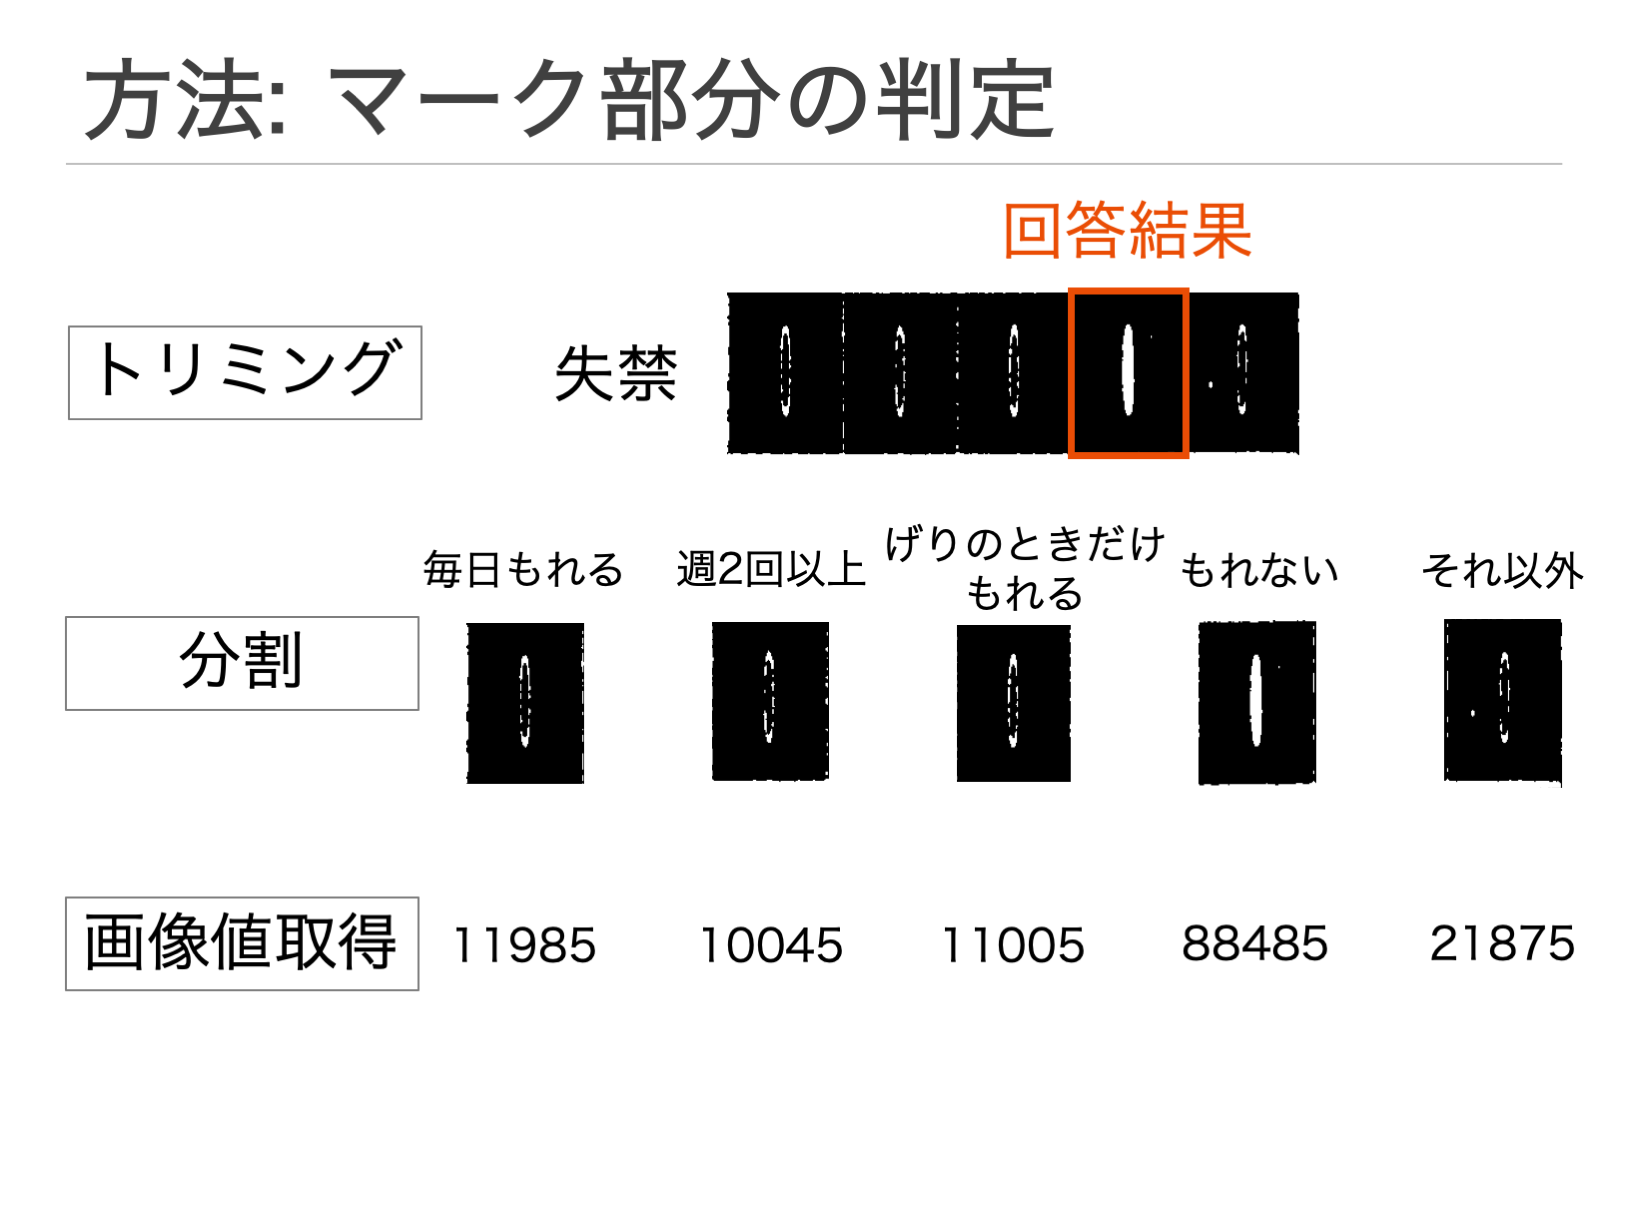 方法: マーク部分の判定
回答結果
トリミング
失禁
毎日もれる
週2回以上
げりのときだけ
もれる
もれない
それ以外
分割
画像値取得
11985
10045
11005
88485
21875